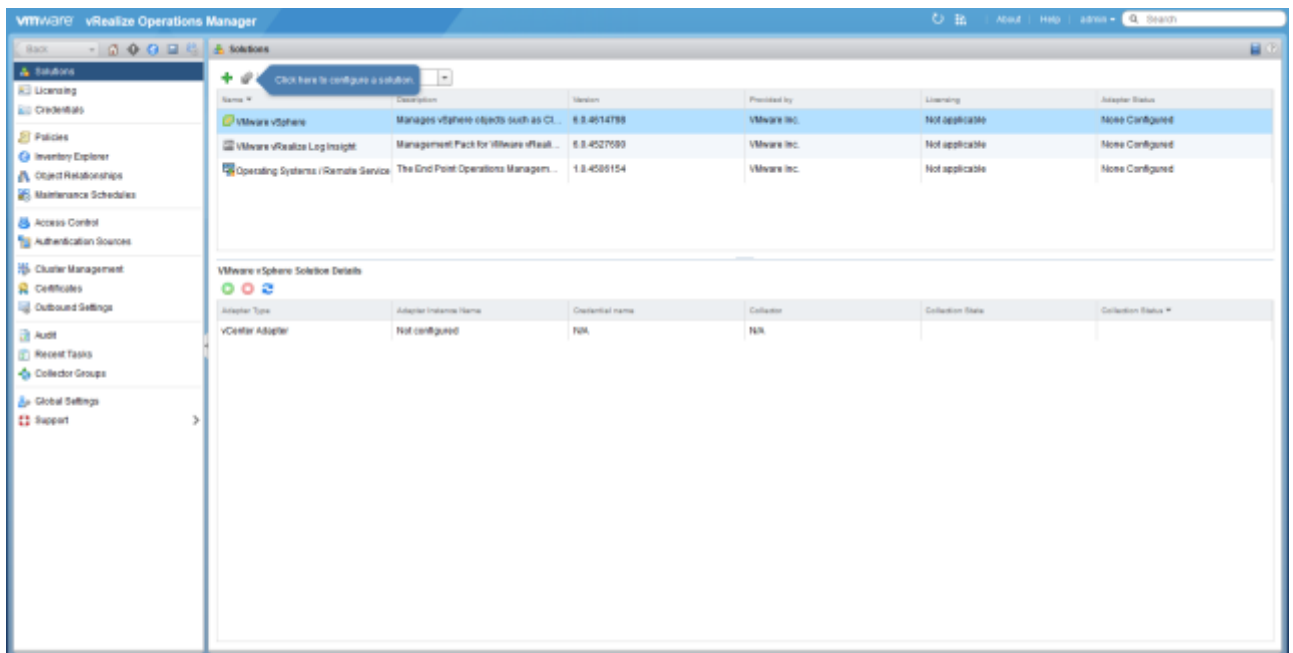 vmware vRealize Operations Manager About Help admin Search
Back Solutions
Solutions
Licensing
Credentials
Policies
Inventory Explorer
Object Relationships
Maintenance Schedules
Access Control
Authentication Sources
Cluster Management
Certificates
Outbound Settings
Audit
Recent Tasks
Collector Groups
Global Settings
Support
Click here to configure a solution.
Name Description Version Provided by Licensing Adapter Status
VMware vSphere Manages vSphere objects such as Cl... 6.0.4614798 VMware Inc. Not applicable None Configured
VMware vRealize Log Insight Management Pack for VMware vReali... 6.0.4527690 VMware Inc. Not applicable None Configured
Operating Systems / Remote Service The End Point Operations Managem... 1.0.4586154 VMware Inc. Not applicable None Configured
VMware vSphere Solution Details
Adapter Type Adapter Instance Name Credential name Collector Collection State Collection Status
vCenter Adapter Not configured N/A N/A